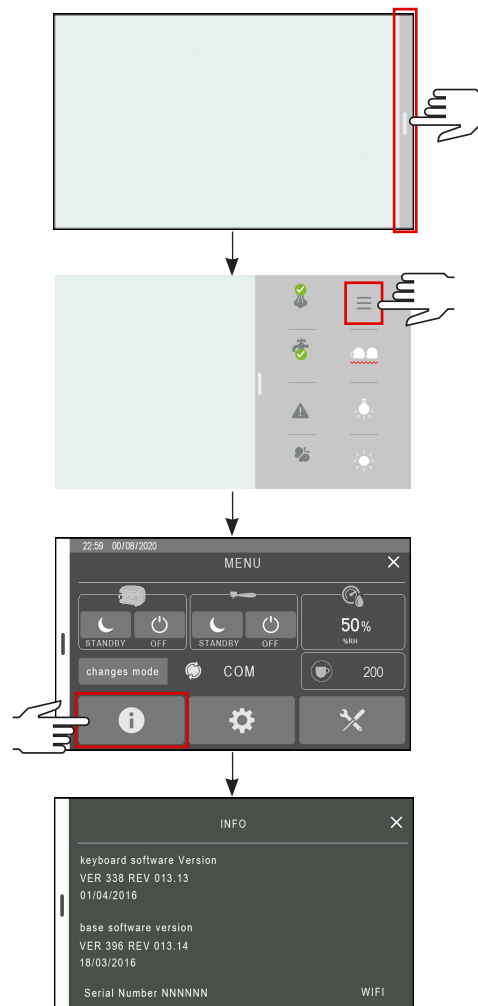 22:59 00/08/2020
MENU
STANDBY OFF STANDBY OFF
50%
%RH
changes mode COM 200
INFO
keyboard software Version
VER 338 REV 013.13
01/04/2016
base software version
VER 396 REV 013.14
18/03/2016
Serial Number NNNNNN WIFI